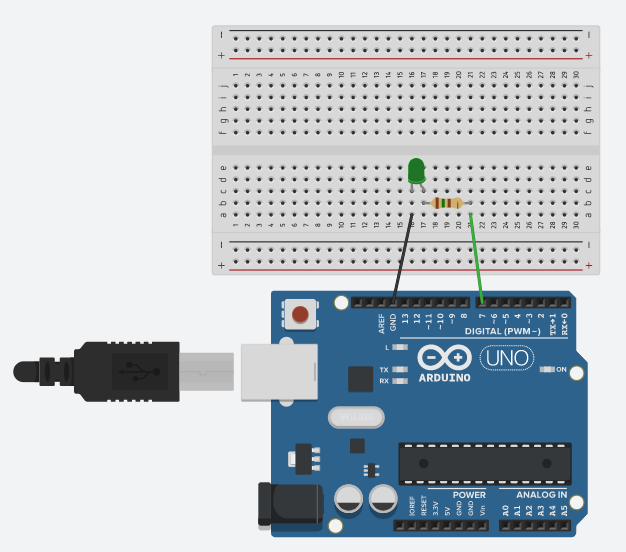 − −
+ +
1 2 3 4 5 6 7 8 9 10 11 12 13 14 15 16 17 18 19 20 21 22 23 24 25 26 27 28 29 30
j j
i i
h h
g g
f f
e e
d d
c c
b b
a a
1 2 3 4 5 6 7 8 9 10 11 12 13 14 15 16 17 18 19 20 21 22 23 24 25 26 27 28 29 30
− −
+ +
AREF GND 13 12 ~11 ~10 ~9 8 7 ~6 ~5 4 ~3 2 TX→1 RX←0
DIGITAL (PWM~)
L
TX
RX
ARDUINO
UNO
ON
POWER
ANALOG IN
IOREF RESET 3.3V 5V GND GND Vin A0 A1 A2 A3 A4 A5